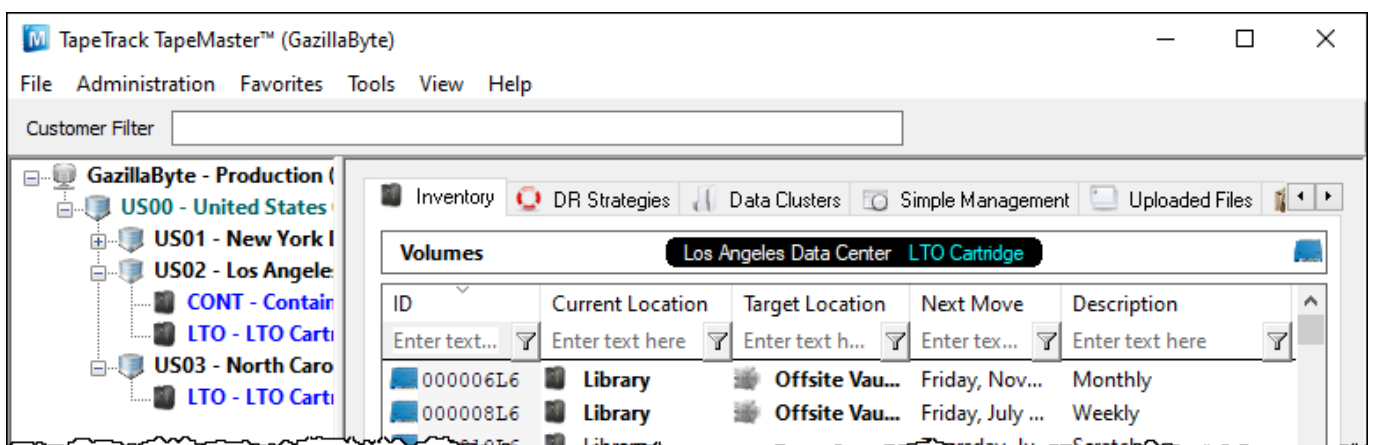 TapeTrack TapeMaster™ (GazillaByte)
File Administration Favorites Tools View Help
Customer Filter
GazillaByte - Production (
US00 - United States
US01 - New York
US02 - Los Angele
CONT - Contain
LTO - LTO Cart
US03 - North Caro
LTO - LTO Cart
Inventory DR Strategies Data Clusters Simple Management Uploaded Files
Volumes Los Angeles Data Center LTO Cartridge
ID Current Location Target Location Next Move Description
Enter text... Enter text here Enter text h... Enter tex... Enter text here
000006L6 Library Offsite Vau... Friday, Nov... Monthly
000008L6 Library Offsite Vau... Friday, July ... Weekly